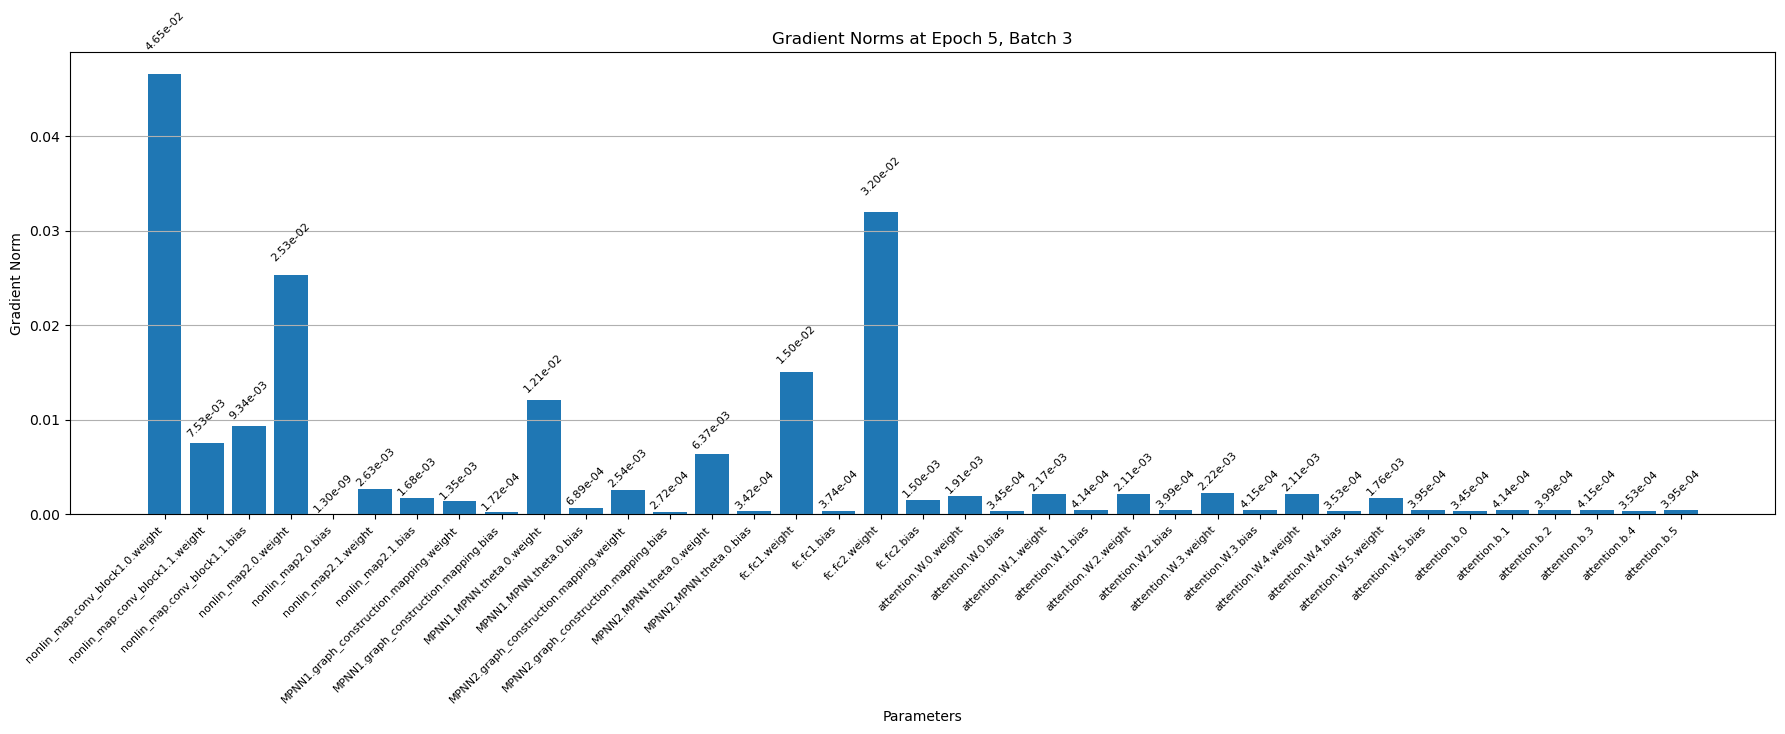 Gradient Norms at Epoch 5, Batch 3
Gradient Norm
0.04
0.03
0.02
0.01
0.00
4.65e-02
7.53e-03
9.34e-03
2.53e-02
1.30e-09
2.63e-03
1.68e-03
1.35e-03
1.72e-04
1.21e-02
6.89e-04
2.54e-03
2.72e-04
6.37e-03
3.42e-04
1.50e-02
3.74e-04
3.20e-02
1.50e-03
1.91e-03
3.45e-04
2.17e-03
4.14e-04
2.11e-03
3.99e-04
2.22e-03
4.15e-04
2.11e-03
3.53e-04
1.76e-03
3.95e-04
3.45e-04
4.14e-04
3.99e-04
4.15e-04
3.53e-04
3.95e-04
nonlin_map.conv_block1.0.weight
nonlin_map.conv_block1.1.weight
nonlin_map.conv_block1.1.bias
nonlin_map2.0.weight
nonlin_map2.0.bias
nonlin_map2.1.weight
nonlin_map2.1.bias
MPNN1.graph_construction.mapping.weight
MPNN1.graph_construction.mapping.bias
MPNN1.MPNN.theta.0.weight
MPNN1.MPNN.theta.0.bias
MPNN2.graph_construction.mapping.weight
MPNN2.graph_construction.mapping.bias
MPNN2.MPNN.theta.0.weight
MPNN2.MPNN.theta.0.bias
fc.fc1.weight
fc.fc1.bias
fc.fc2.weight
fc.fc2.bias
attention.W.0.weight
attention.W.0.bias
attention.W.1.weight
attention.W.1.bias
attention.W.2.weight
attention.W.2.bias
attention.W.3.weight
attention.W.3.bias
attention.W.4.weight
attention.W.4.bias
attention.W.5.weight
attention.W.5.bias
attention.b.0
attention.b.1
attention.b.2
attention.b.3
attention.b.4
attention.b.5
Parameters